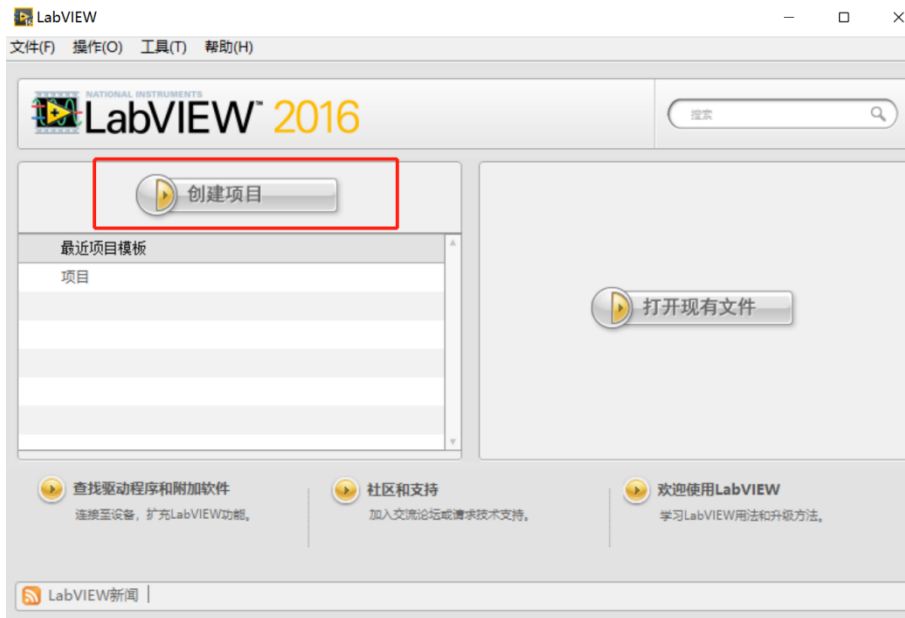 LabVIEW
文件(F) 操作(O) 工具(T) 帮助(H)
NATIONAL INSTRUMENTS
LabVIEW™ 2016
搜索
创建项目
最近项目模板
项目
打开现有文件
查找驱动程序和附加软件
连接至设备，扩充LabVIEW功能。
社区和支持
加入交流论坛或请求技术支持。
欢迎使用LabVIEW
学习LabVIEW用法和升级方法。
LabVIEW新闻